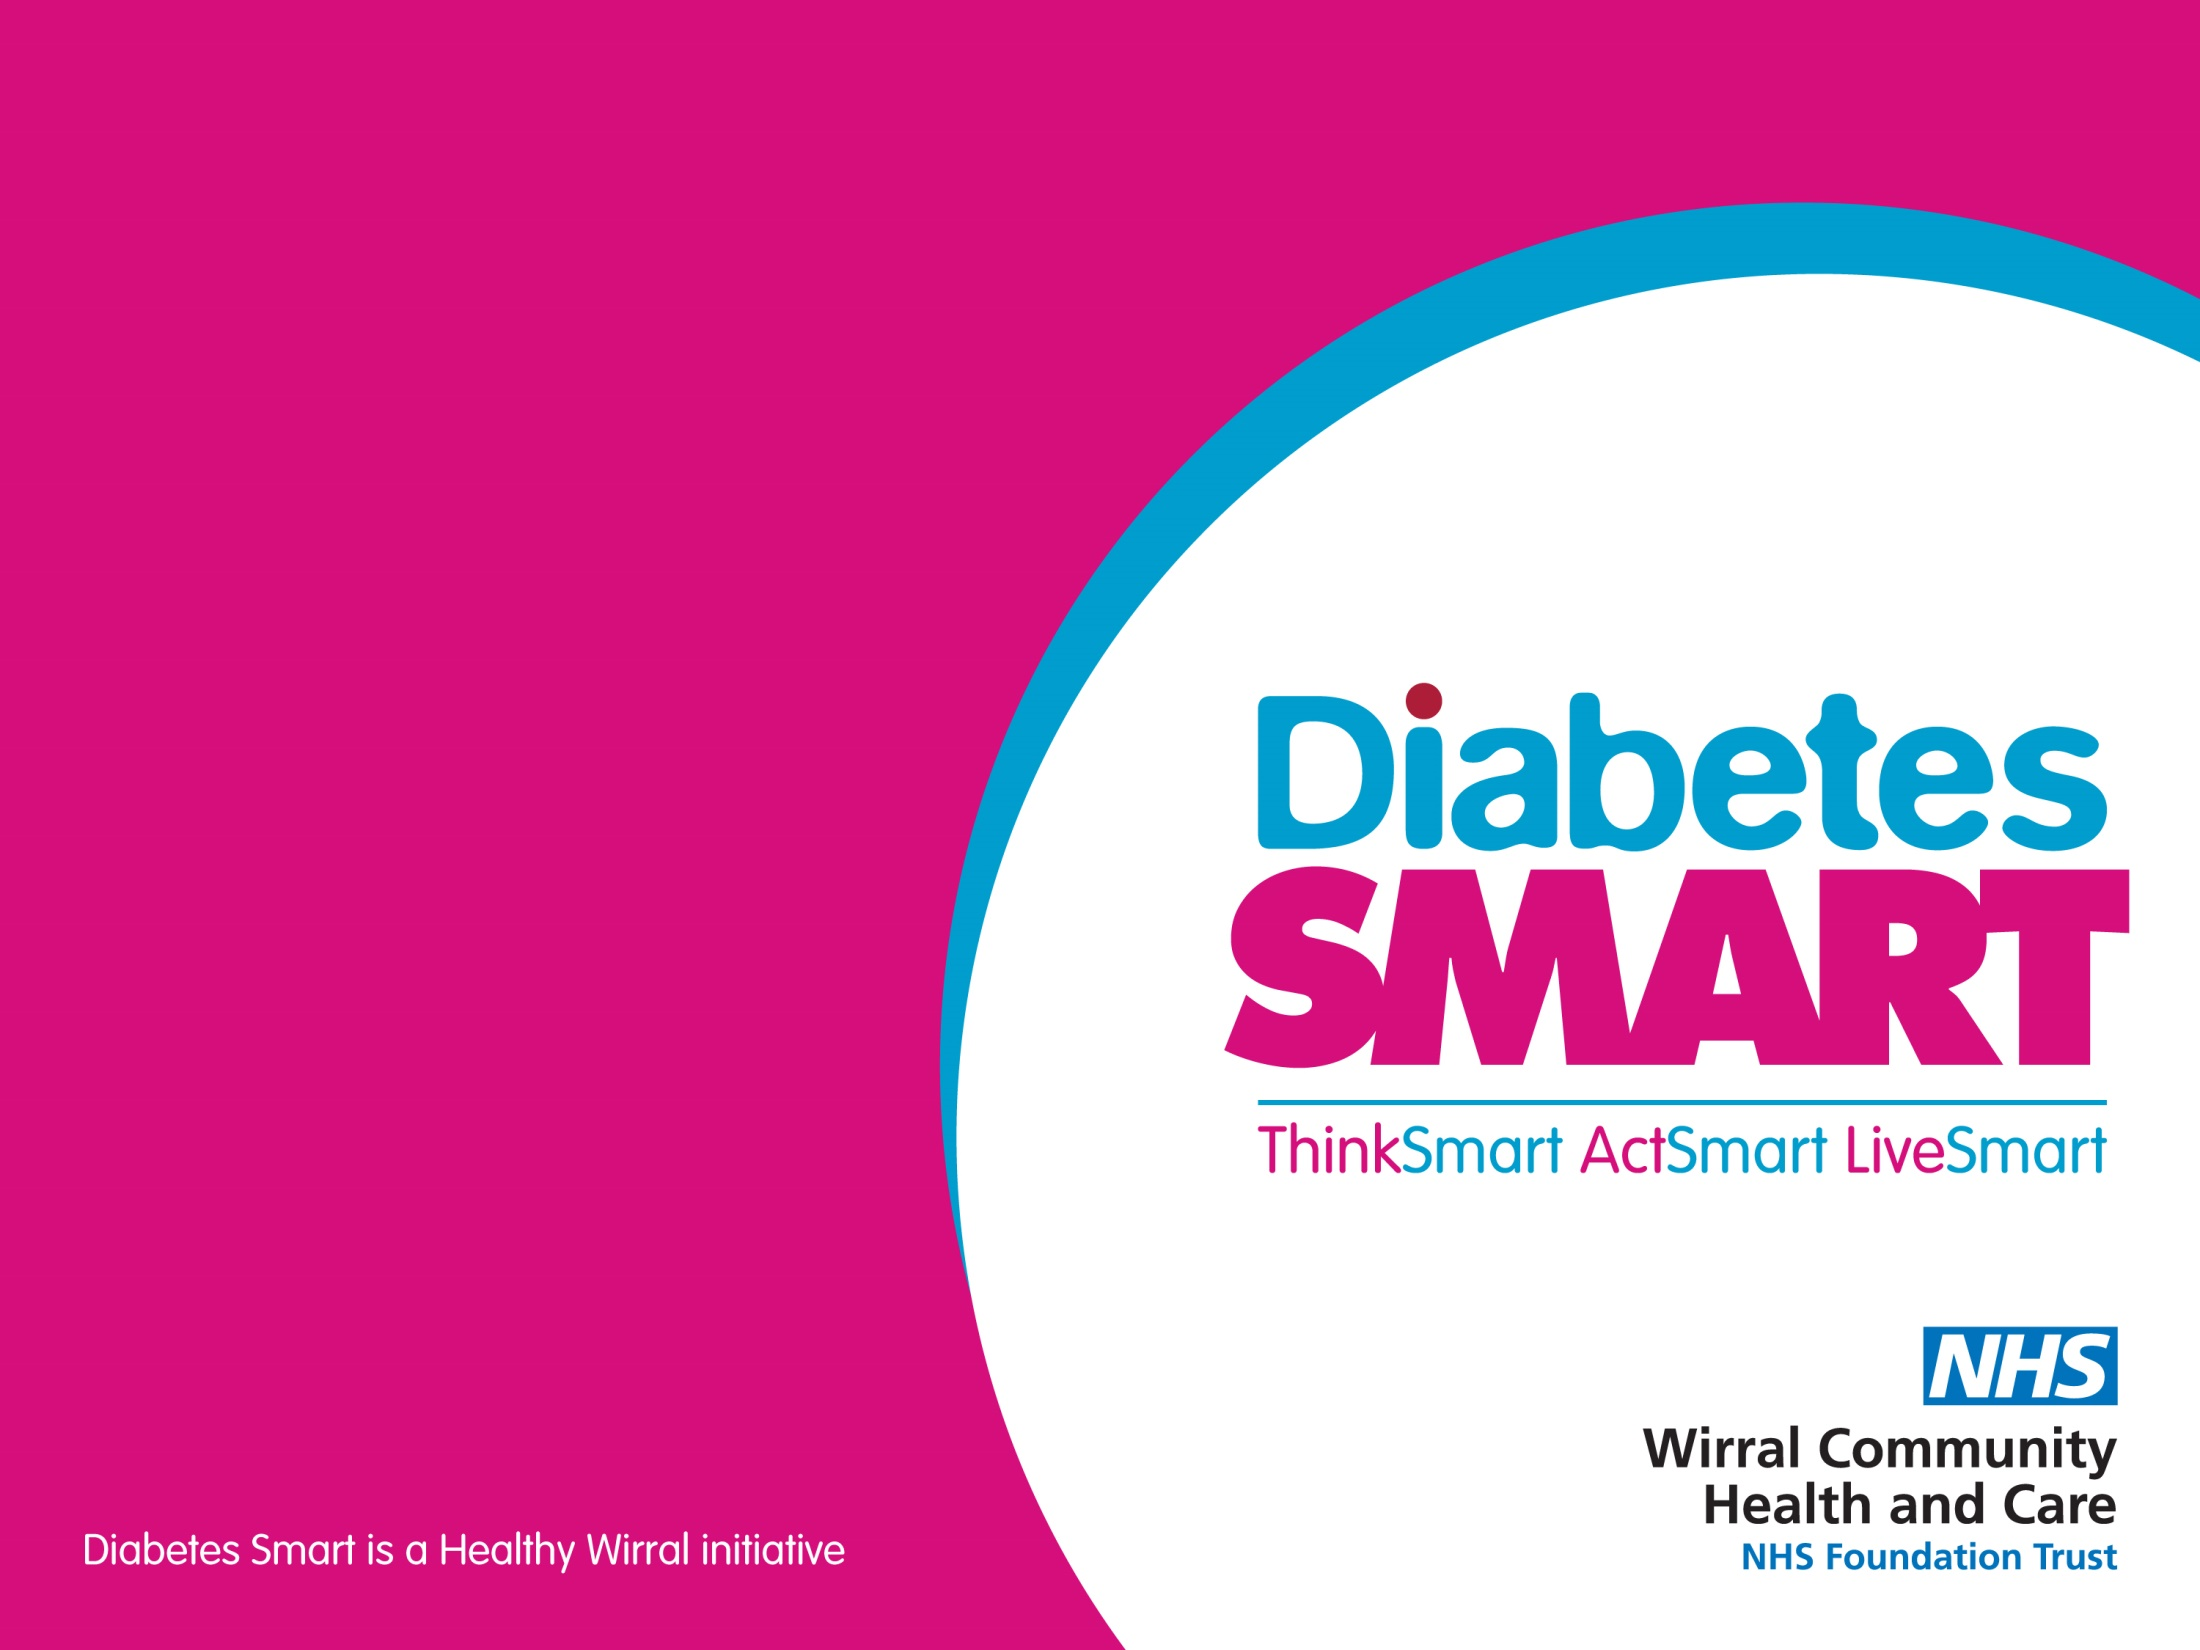 Diabetes
SMART
ThinkSmart ActSmart LiveSmart
NHS
Wirral Community
Health and Care
NHS Foundation Trust
Diabetes Smart is a Healthy Wirral Initiative